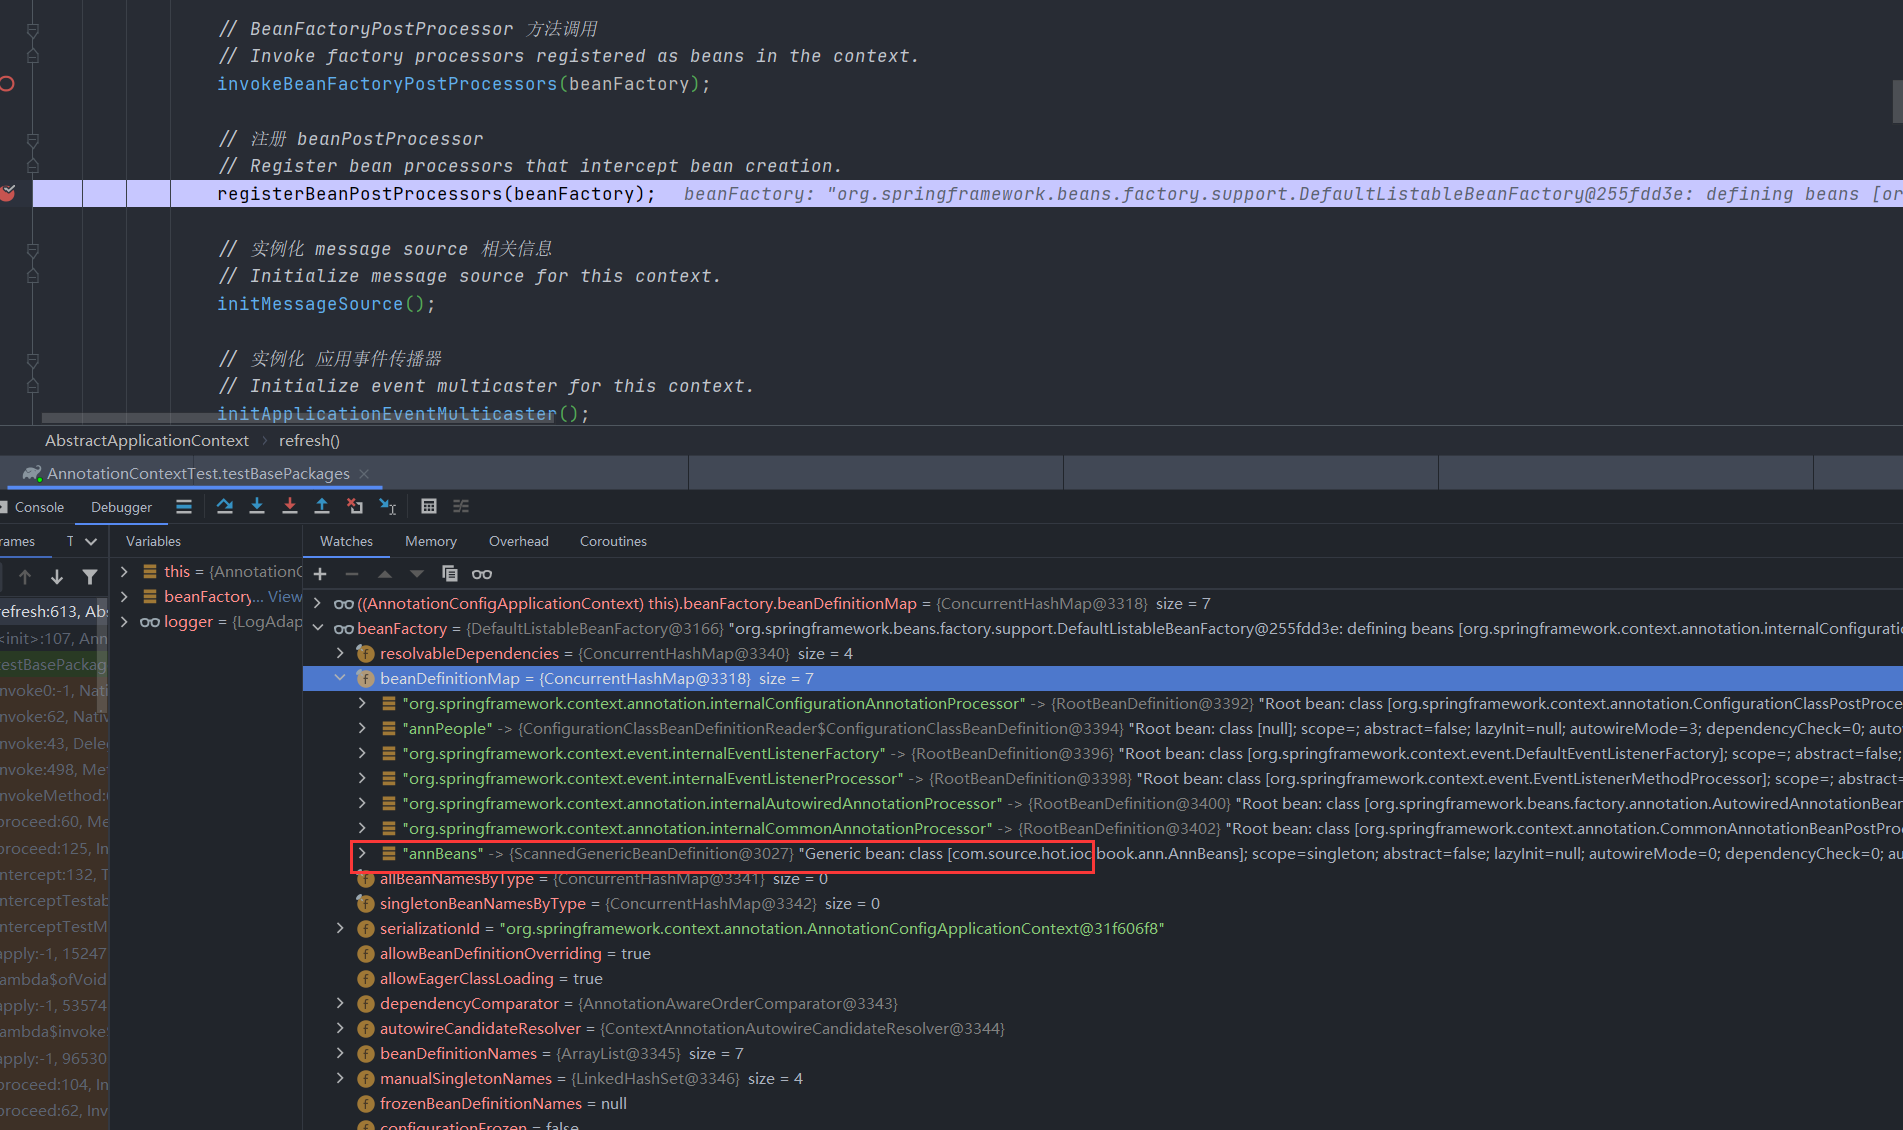 // BeanFactoryPostProcessor 方法调用
// Invoke factory processors registered as beans in the context.
invokeBeanFactoryPostProcessors(beanFactory);
// 注册 beanPostProcessor
// Register bean processors that intercept bean creation.
registerBeanPostProcessors(beanFactory); beanFactory: "org.springframework.beans.factory.support.DefaultListableBeanFactory@255fdd3e: defining beans [or
// 实例化 message source 相关信息
// Initialize message source for this context.
initMessageSource();
// 实例化 应用事件传播器
// Initialize event multicaster for this context.
initApplicationEventMulticaster();
AbstractApplicationContext refresh()
AnnotationContextTest.testBasePackages
Console Debugger
rames T Variables Watches Memory Overhead Coroutines
this = {AnnotationC
beanFactory... View
logger = {LogAdap
refresh:613, Abs
<init>:107, Ann
testBasePackag
nvoke0:-1, Nati
nvoke:62, Nativ
nvoke:43, Dele
nvoke:498, Met
nvokeMethod:
proceed:60, Me
proceed:125, In
ntercept:132, T
nterceptTestab
nterceptTestM
apply:-1, 15247
ambda$ofVoid
apply:-1, 53574
ambda$invoke
apply:-1, 96530
proceed:104, In
proceed:62, Inv
((AnnotationConfigApplicationContext) this).beanFactory.beanDefinitionMap = {ConcurrentHashMap@3318} size = 7
beanFactory = {DefaultListableBeanFactory@3166} "org.springframework.beans.factory.support.DefaultListableBeanFactory@255fdd3e: defining beans [org.springframework.context.annotation.internalConfiguratio
resolvableDependencies = {ConcurrentHashMap@3340} size = 4
beanDefinitionMap = {ConcurrentHashMap@3318} size = 7
"org.springframework.context.annotation.internalConfigurationAnnotationProcessor" -> {RootBeanDefinition@3392} "Root bean: class [org.springframework.context.annotation.ConfigurationClassPostProce
"annPeople" -> {ConfigurationClassBeanDefinitionReader$ConfigurationClassBeanDefinition@3394} "Root bean: class [null]; scope=; abstract=false; lazyInit=null; autowireMode=3; dependencyCheck=0; auto
"org.springframework.context.event.internalEventListenerFactory" -> {RootBeanDefinition@3396} "Root bean: class [org.springframework.context.event.DefaultEventListenerFactory]; scope=; abstract=false;
"org.springframework.context.event.internalEventListenerProcessor" -> {RootBeanDefinition@3398} "Root bean: class [org.springframework.context.event.EventListenerMethodProcessor]; scope=; abstract=
"org.springframework.context.annotation.internalAutowiredAnnotationProcessor" -> {RootBeanDefinition@3400} "Root bean: class [org.springframework.beans.factory.annotation.AutowiredAnnotationBean
"org.springframework.context.annotation.internalCommonAnnotationProcessor" -> {RootBeanDefinition@3402} "Root bean: class [org.springframework.context.annotation.CommonAnnotationBeanPostProc
"annBeans" -> {ScannedGenericBeanDefinition@3027} "Generic bean: class [com.source.hot.ioc.book.ann.AnnBeans]; scope=singleton; abstract=false; lazyInit=null; autowireMode=0; dependencyCheck=0; au
allBeanNamesByType = {ConcurrentHashMap@3341} size = 0
singletonBeanNamesByType = {ConcurrentHashMap@3342} size = 0
serializationId = "org.springframework.context.annotation.AnnotationConfigApplicationContext@31f606f8"
allowBeanDefinitionOverriding = true
allowEagerClassLoading = true
dependencyComparator = {AnnotationAwareOrderComparator@3343}
autowireCandidateResolver = {ContextAnnotationAutowireCandidateResolver@3344}
beanDefinitionNames = {ArrayList@3345} size = 7
manualSingletonNames = {LinkedHashSet@3346} size = 4
frozenBeanDefinitionNames = null
configurationFrozen = false